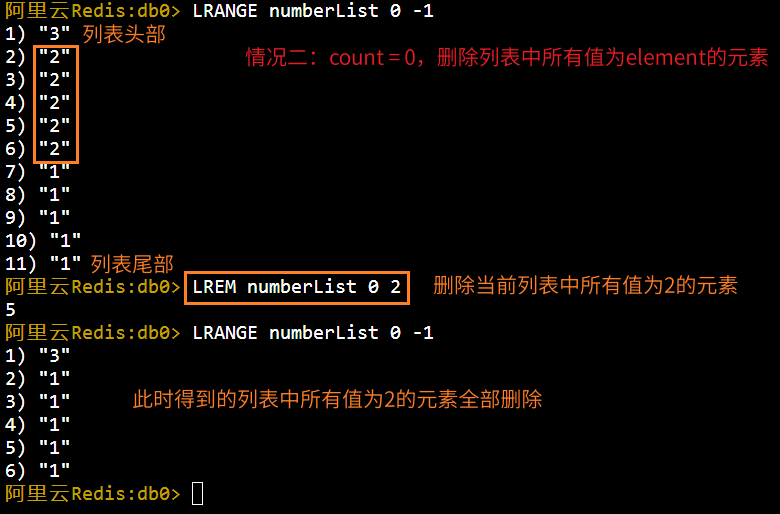 阿里云Redis:db0> LRANGE numberList 0 -1
1) "3" 列表头部
2) "2" 情况二：count = 0，删除列表中所有值为element的元素
3) "2"
4) "2"
5) "2"
6) "2"
7) "1"
8) "1"
9) "1"
10) "1"
11) "1" 列表尾部
阿里云Redis:db0> LREM numberList 0 2 删除当前列表中所有值为2的元素
5
阿里云Redis:db0> LRANGE numberList 0 -1
1) "3"
2) "1"
3) "1" 此时得到的列表中所有值为2的元素全部删除
4) "1"
5) "1"
6) "1"
阿里云Redis:db0>